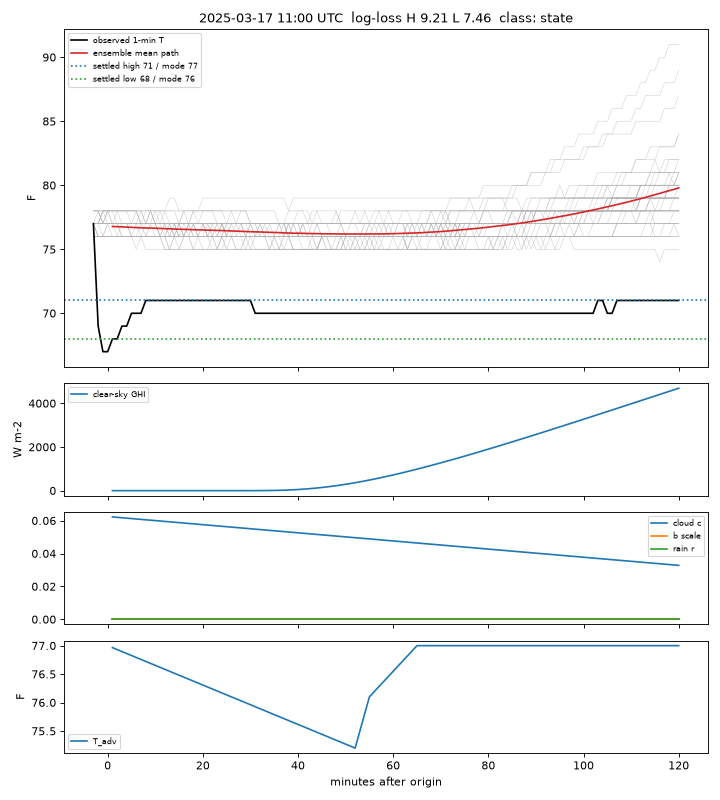 2025-03-17 11:00 UTC  log-loss H 9.21 L 7.46  class: state
observed 1-min T
ensemble mean path
settled high 71 / mode 77
settled low 68 / mode 76
90
85
80
75
70
F
clear-sky GHI
4000
2000
0
W m-2
cloud c
b scale
rain r
0.06
0.04
0.02
0.00
77.0
76.5
76.0
75.5
F
T_adv
0
20
40
60
80
100
120
minutes after origin